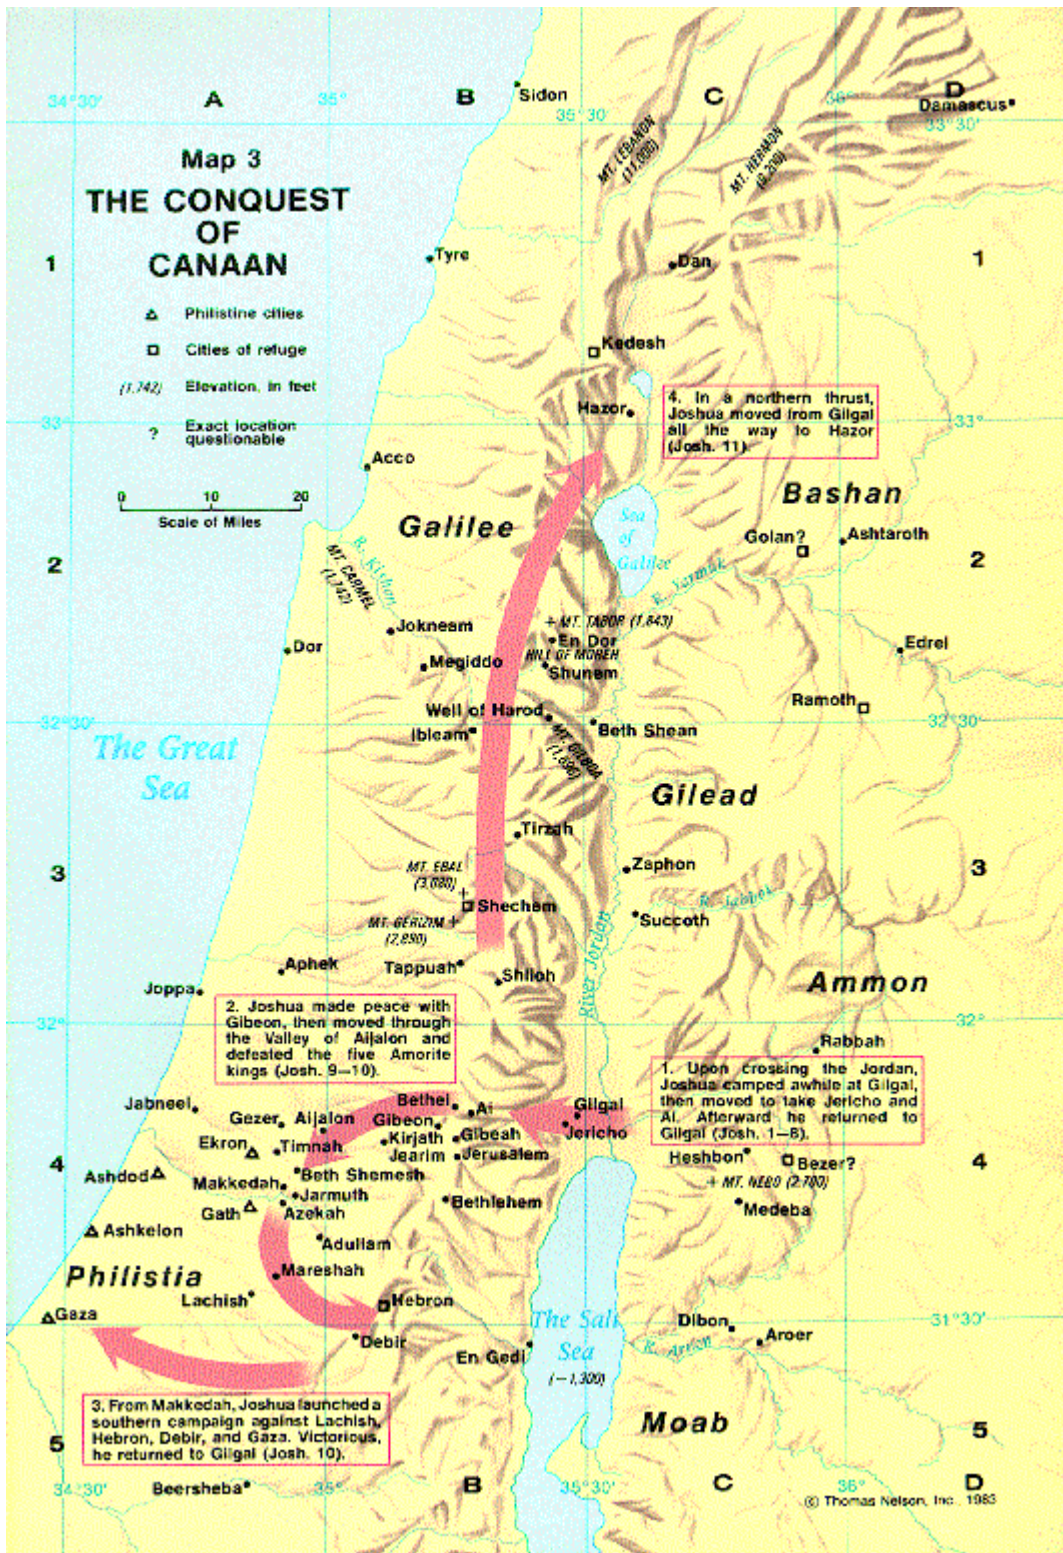 A
B
C
D
34°30'
35°
35°30'
36°
33°30'
Sidon
Damascus
MT. LEBANON
(11,000)
MT. HERMON
(9,200)
Map 3
THE CONQUEST
OF
CANAAN
1
Tyre
Dan
1
Philistine cities
Cities of refuge
(1,742) Elevation, in feet
? Exact location
questionable
Kedesh
Hazor
4. In a northern thrust,
Joshua moved from Gilgal
all the way to Hazor
(Josh. 11).
33
33°
Acco
0 10 20
Scale of Miles
Galilee
Sea
of
Galilee
Bashan
Golan?
Ashtaroth
2
2
R. Kishon
MT. CARMEL
(1,742)
R. Yarmuk
Jokneam
MT. TABOR (1,843)
En Dor
Dor
HILL OF MOREH
Megiddo
Shunem
Edrei
Ramoth
Well of Harod
32°30'
32°30'
Ibleam
Beth Shean
MT. GILBOA
(1,696)
The Great
Sea
Gilead
Tirzah
3
MT. EBAL
(3,080)
Zaphon
3
Shechem
R. Jabbok
Succoth
MT. GERIZIM
(2,890)
Aphek
Tappuah
Shiloh
River Jordan
Ammon
Joppa
2. Joshua made peace with
Gibeon, then moved through
the Valley of Aijalon and
defeated the five Amorite
kings (Josh. 9—10).
32°
32°
Rabbah
1. Upon crossing the Jordan,
Joshua camped awhile at Gilgal,
then moved to take Jericho and
Ai. Afterward he returned to
Gilgal (Josh. 1—8).
Jabneel
Bethel
Ai
Gilgal
Gezer
Aijalon
Gibeon
Jericho
Ekron
Timnah
Kirjath
Jearim
Gibeah
Jerusalem
4
Heshbon
Bezer?
4
Ashdod
Beth Shemesh
Makkedah
MT. NEBO (2,700)
Jarmuth
Gath
Azekah
Bethlehem
Medeba
Ashkelon
Adullam
Philistia
Mareshah
Lachish
Hebron
Gaza
The Salt
Sea
(—1,300)
Dibon
31°30'
Debir
Aroer
En Gedi
R. Arnon
3. From Makkedah, Joshua launched a
southern campaign against Lachish,
Hebron, Debir, and Gaza. Victorious,
he returned to Gilgal (Josh. 10).
Moab
5
5
Beersheba
34°30'
35°
B
35°30'
C
36°
D
© Thomas Nelson, Inc., 1983